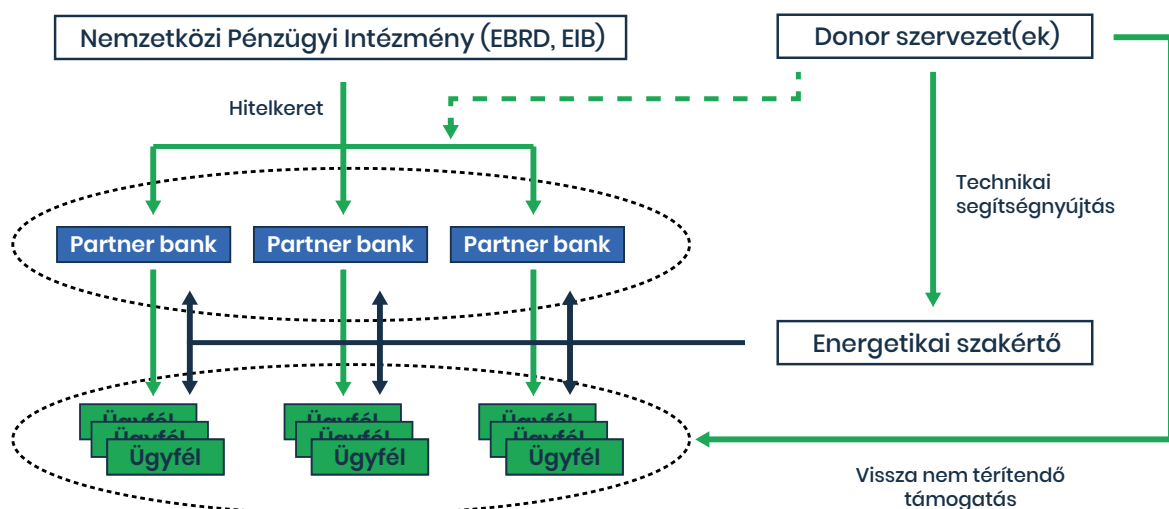 Nemzetközi Pénzügyi Intézmény (EBRD, EIB)
Donor szervezet(ek)
Hitelkeret
Technikai
segítségnyújtás
Partner bank
Partner bank
Partner bank
Energetikai szakértő
Ügyfél
Ügyfél
Ügyfél
Ügyfél
Ügyfél
Ügyfél
Ügyfél
Ügyfél
Ügyfél
Vissza nem térítendő
támogatás